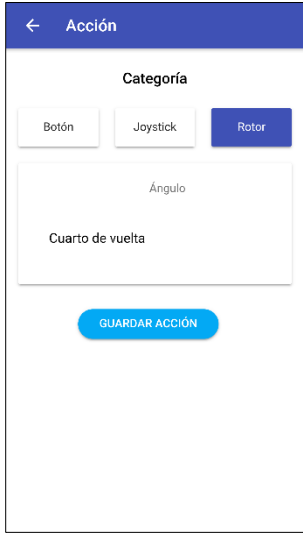 Acción
Categoría
Botón Joystick Rotor
Ángulo
Cuarto de vuelta
GUARDAR ACCIÓN